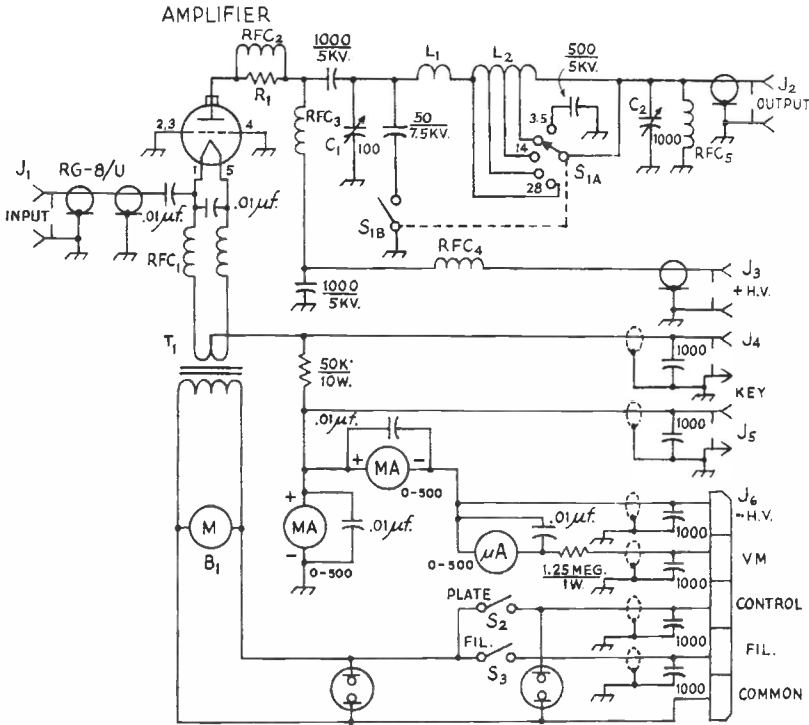 AMPLIFIER
RFC2
R1
1000
5KV.
L1
L2
500
5KV.
J2
OUTPUT
2,3
4
1
5
RFC3
C1
100
50
7.5KV.
3.5
14
28
S1A
C2
1000
RFC5
J1
RG-8/U
INPUT
.01µf.
.01µf.
S1B
RFC1
RFC4
J3
+H.V.
1000
5KV.
T1
50K
10W.
1000
J4
KEY
1000
J5
.01µf.
+ MA -
0-500
+
MA
-
.01µf.
0-500
M
B1
J6
-H.V.
1000
.01µf.
µA
0-500
1.25 MEG.
1W.
VM
1000
PLATE
S2
CONTROL
1000
FIL.
S3
FIL.
1000
COMMON